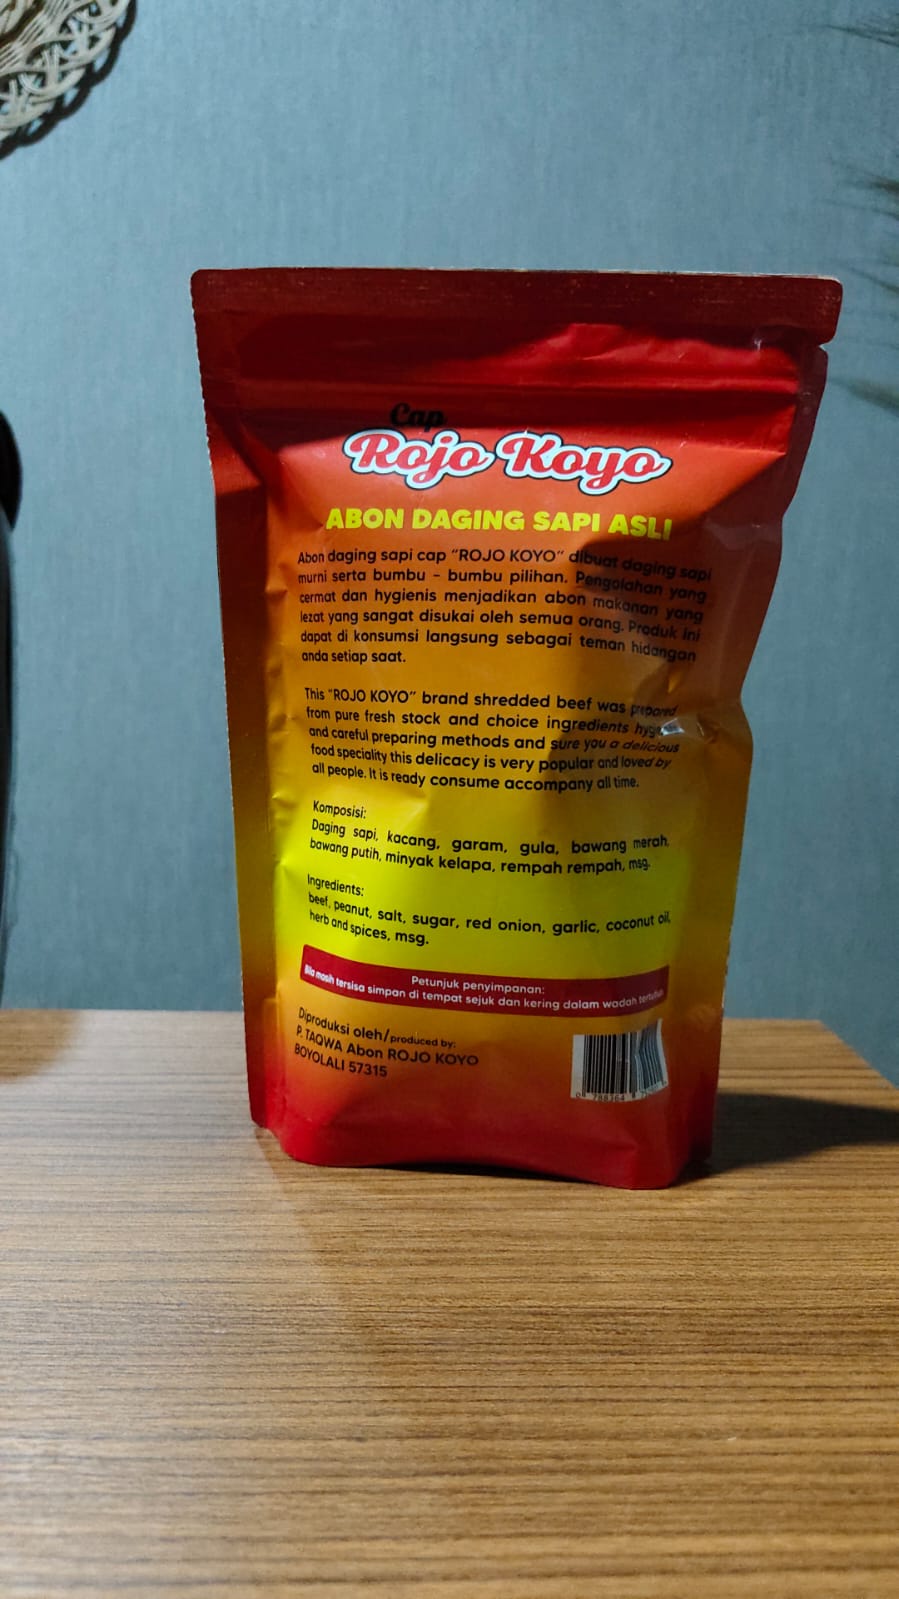 Cap
Rojo Koyo
ABON DAGING SAPI ASLI
Abon daging sapi cap "ROJO KOYO" dibuat daging sapi
murni serta bumbu - bumbu pilihan. Pengolahan yang
cermat dan hygienis menjadikan abon makanan yang
lezat yang sangat disukai oleh semua orang. Produk ini
dapat di konsumsi langsung sebagai teman hidangan
anda setiap saat.
This "ROJO KOYO" brand shredded beef was prepared
from pure fresh stock and choice ingredients
and careful preparing methods and sure you a delicious
food speciality this delicacy is very popular and loved by
all people. It is ready consume accompany all time.
Komposisi:
Daging sapi, kacang, garam, gula, bawang merah,
bawang putih, minyak kelapa, rempah rempah, msg.
Ingredients:
beef, peanut, salt, sugar, red onion, garlic, coconut oil,
herb and spices, msg.
Petunjuk penyimpanan:
Bila masih tersisa simpan di tempat sejuk dan kering dalam wadah tertutup
Diproduksi oleh/produced by:
P. TAQWA Abon ROJO KOYO
BOYOLALI 57315
0 788364